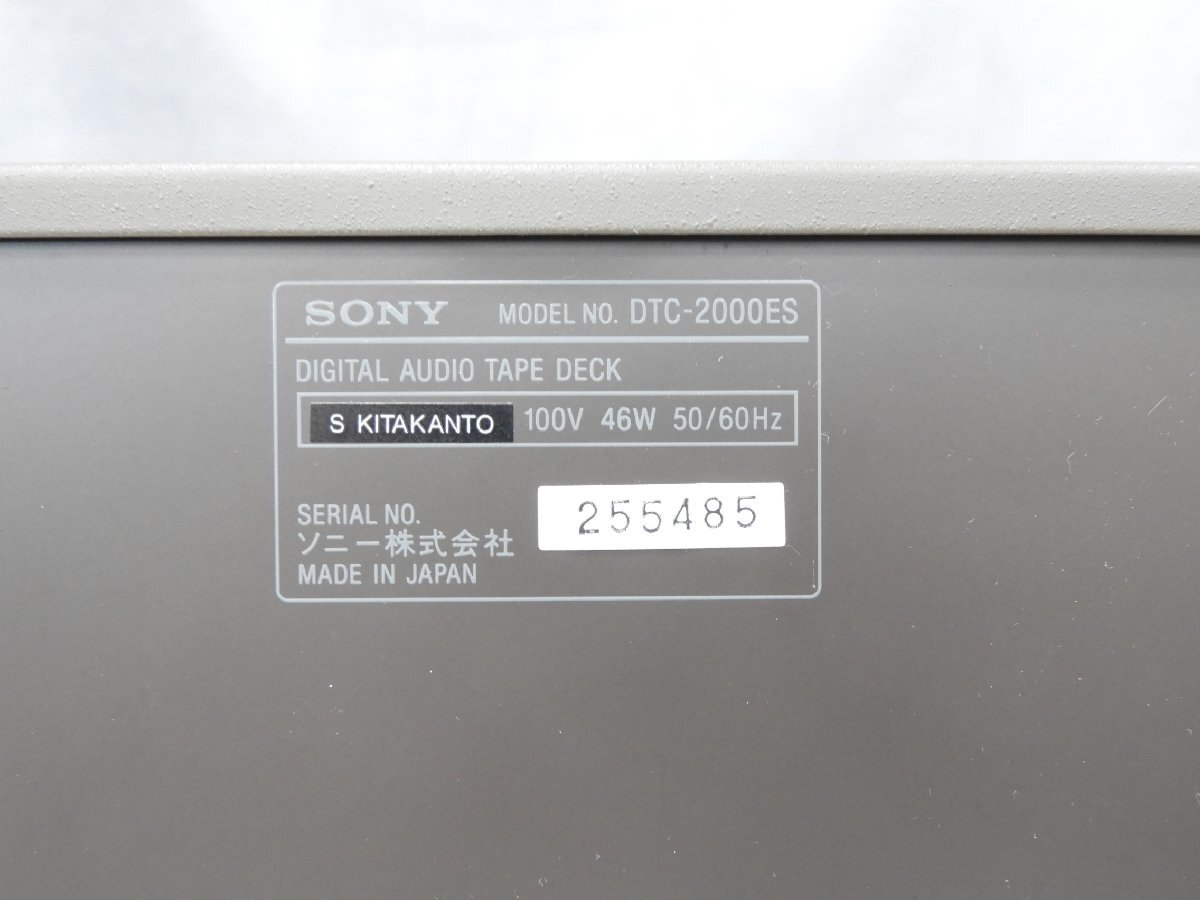 SONY MODEL NO. DTC-2000ES
DIGITAL AUDIO TAPE DECK
S KITAKANTO 100V 46W 50/60Hz
SERIAL NO. 255485
ソニー株式会社
MADE IN JAPAN